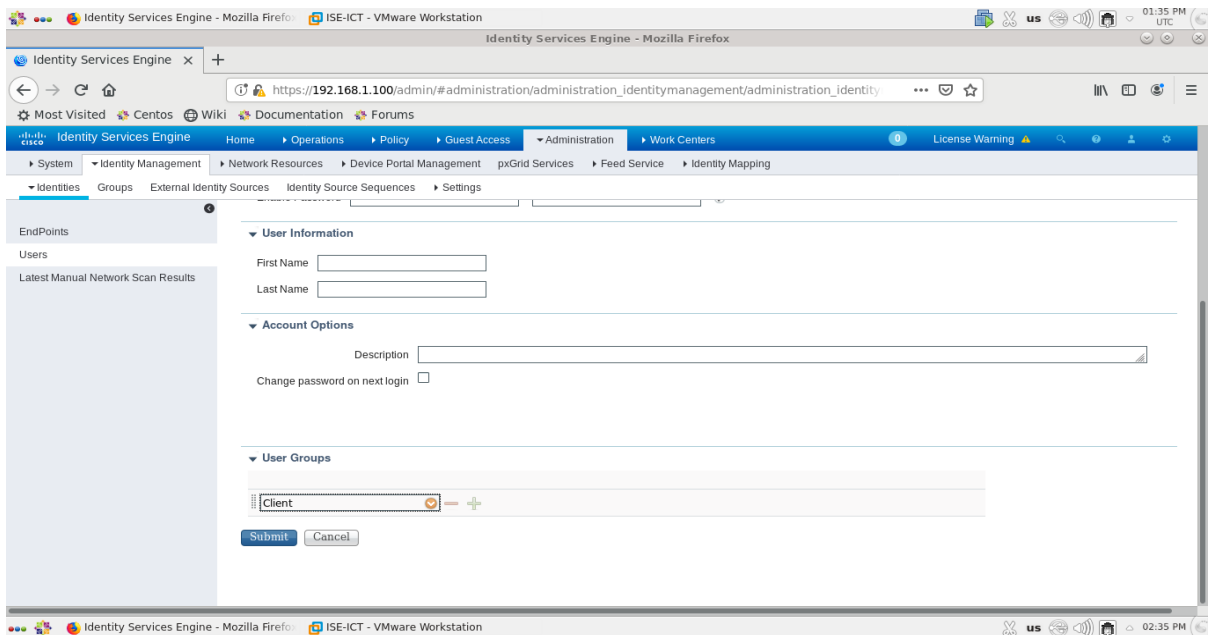 Identity Services Engine - Mozilla Firefo
ISE-ICT - VMware Workstation
us
01:35 PM
UTC
Identity Services Engine - Mozilla Firefox
Identity Services Engine
https://192.168.1.100/admin/#administration/administration_identitymanagement/administration_identity
Most Visited Centos Wiki Documentation Forums
cisco Identity Services Engine Home Operations Policy Guest Access Administration Work Centers 0 License Warning
System Identity Management Network Resources Device Portal Management pxGrid Services Feed Service Identity Mapping
Identities Groups External Identity Sources Identity Source Sequences Settings
EndPoints
Users
Latest Manual Network Scan Results
User Information
First Name
Last Name
Account Options
Description
Change password on next login
User Groups
Client
Submit Cancel
Identity Services Engine - Mozilla Firefo
ISE-ICT - VMware Workstation
us
02:35 PM